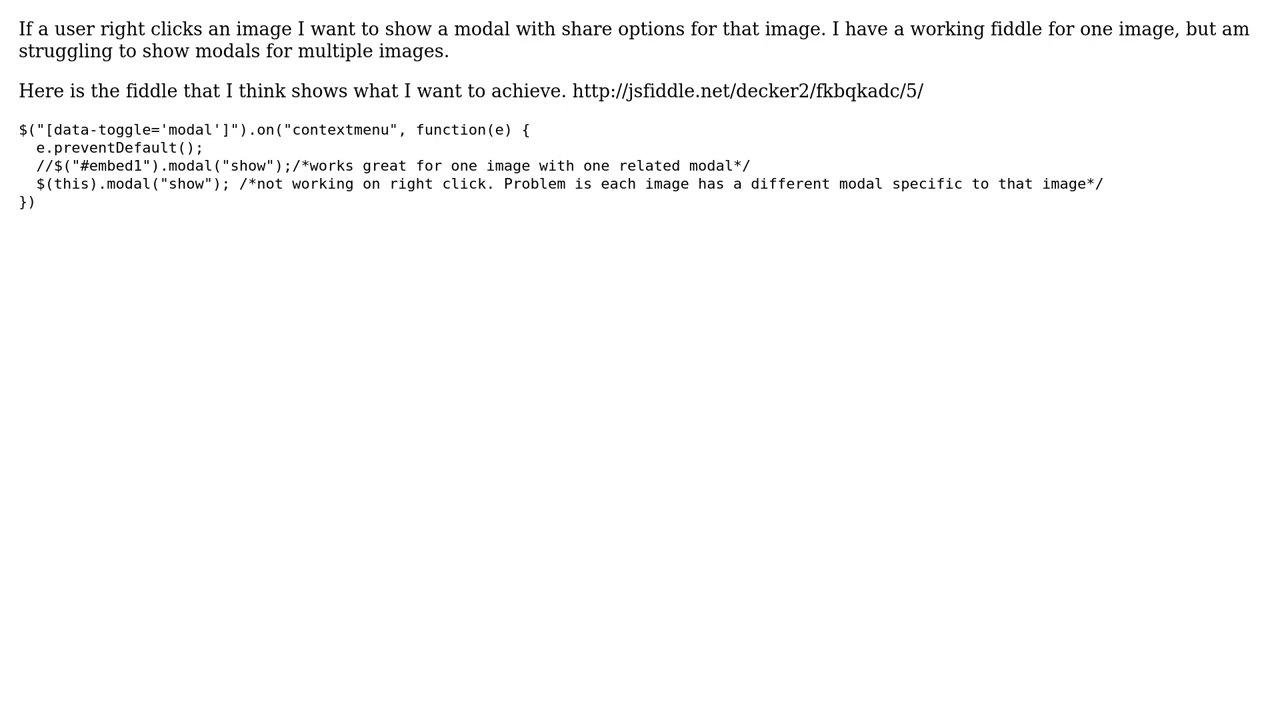 If a user right clicks an image I want to show a modal with share options for that image. I have a working fiddle for one image, but am
struggling to show modals for multiple images.
Here is the fiddle that I think shows what I want to achieve. http://jsfiddle.net/decker2/fkbqkadc/5/
$("[data-toggle='modal']").on("contextmenu", function(e) {
  e.preventDefault();
  //$("#embed1").modal("show");/*works great for one image with one related modal*/
  $(this).modal("show"); /*not working on right click. Problem is each image has a different modal specific to that image*/
})